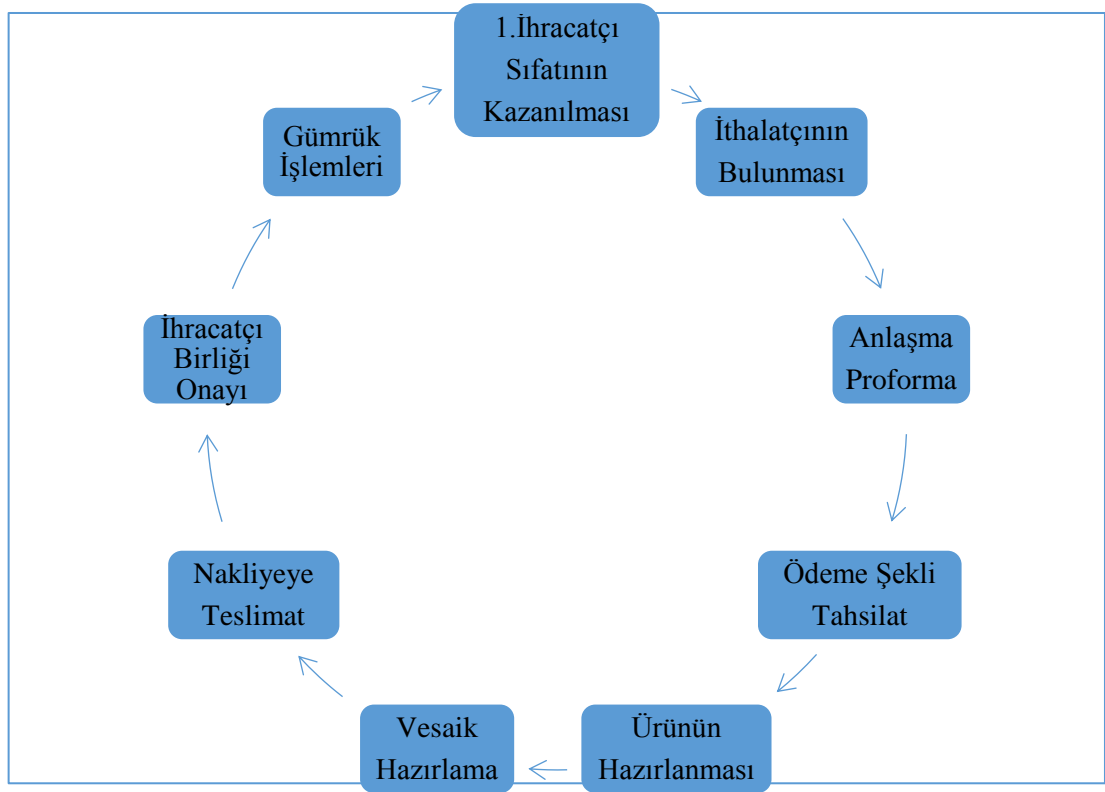 1.İhracatçı
Sıfatının
Kazanılması
İthalatçının
Bulunması
Anlaşma
Proforma
Ödeme Şekli
Tahsilat
Ürünün
Hazırlanması
Vesaik
Hazırlama
Nakliyeye
Teslimat
İhracatçı
Birliği
Onayı
Gümrük
İşlemleri